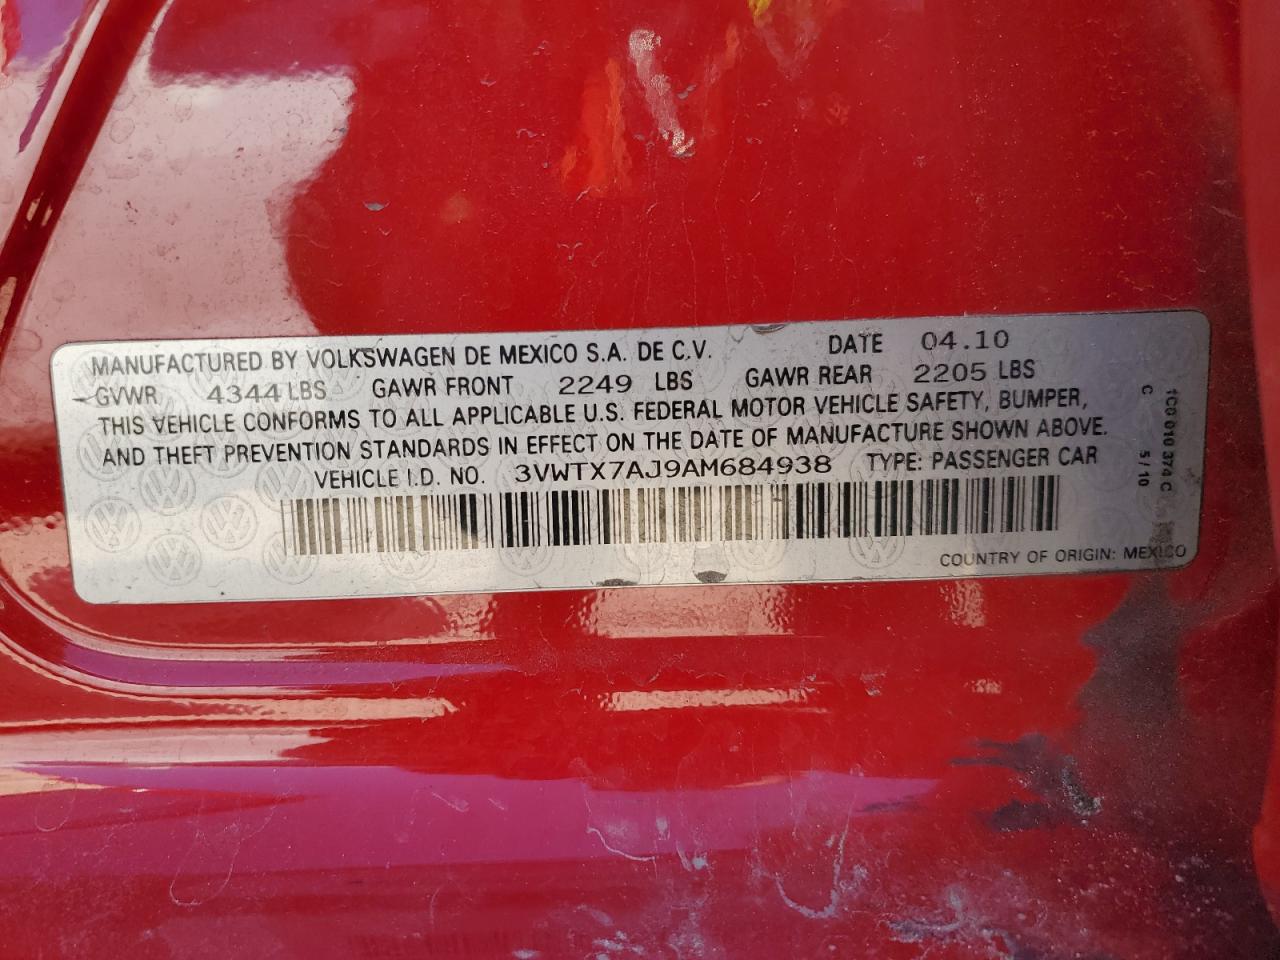 MANUFACTURED BY VOLKSWAGEN DE MEXICO S.A. DE C.V. DATE 04.10
GVWR 4344 LBS GAWR FRONT 2249 LBS GAWR REAR 2205 LBS
THIS VEHICLE CONFORMS TO ALL APPLICABLE U.S. FEDERAL MOTOR VEHICLE SAFETY, BUMPER,
AND THEFT PREVENTION STANDARDS IN EFFECT ON THE DATE OF MANUFACTURE SHOWN ABOVE.
VEHICLE I.D. NO. 3VWTX7AJ9AM684938 TYPE: PASSENGER CAR
COUNTRY OF ORIGIN: MEXICO
010 374 C
C 5/10